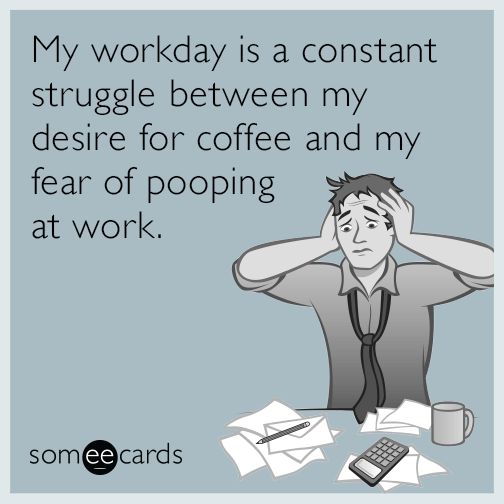 My workday is a constant
struggle between my
desire for coffee and my
fear of pooping
at work.
someecards